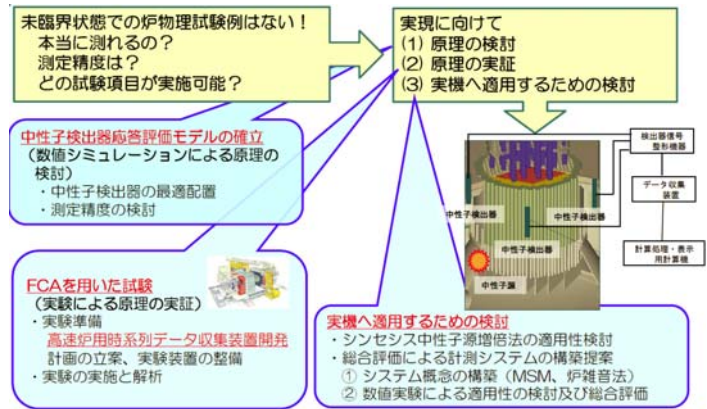 未臨界状態での炉物理試験例はない！
本当に測れるの？
測定精度は？
どの試験項目が実施可能？
実現に向けて
(1) 原理の検討
(2) 原理の実証
(3) 実機へ適用するための検討
中性子検出器応答評価モデルの確立
（数値シミュレーションによる原理の
検討）
・中性子検出器の最適配置
・測定精度の検討
検出器信号
整形機器
データ収集
装置
計算処理・表示
用計算機
中性子検出器
中性子検出器
中性子検出器
中性子源
FCAを用いた試験
（実験による原理の実証）
・実験準備
高速炉用時系列データ収集装置開発
計画の立案、実験装置の整備
・実験の実施と解析
実機へ適用するための検討
・シンセシス中性子源増倍法の適用性検討
・総合評価による計測システムの構築提案
① システム概念の構築（MSM、炉雑音法）
② 数値実験による適用性の検討及び総合評価